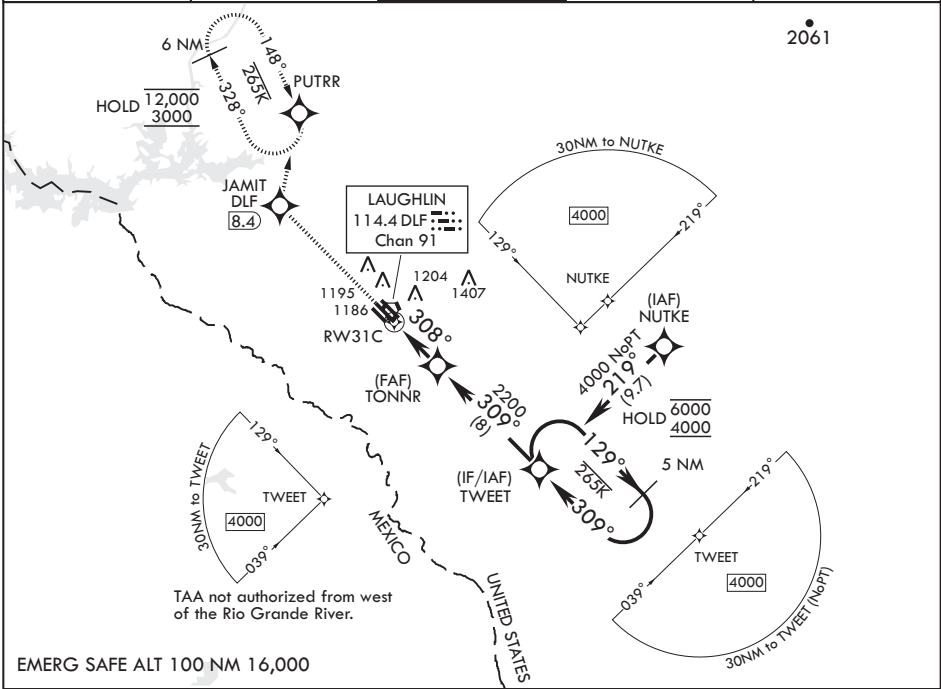 2061
6 NM
148°
265K
328°
PUTRR
HOLD 12,000
3000
30NM to NUTKE
4000
129°
219°
NUTKE
JAMIT
DLF
8.4
LAUGHLIN
114.4 DLF
Chan 91
1195
1186
1204
1407
RW31C
308°
(FAF)
TONNR
(IAF)
NUTKE
4000 NoPT
219°
(9.7)
HOLD 6000
4000
2200
309°
(8)
129°
265K
309°
5 NM
(IF/IAF)
TWEET
30NM to TWEET
129°
TWEET
4000
039°
MEXICO
UNITED STATES
219°
TWEET
4000
039°
30NM to TWEET (NoPT)
TAA not authorized from west
of the Rio Grande River.
EMERG SAFE ALT 100 NM 16,000